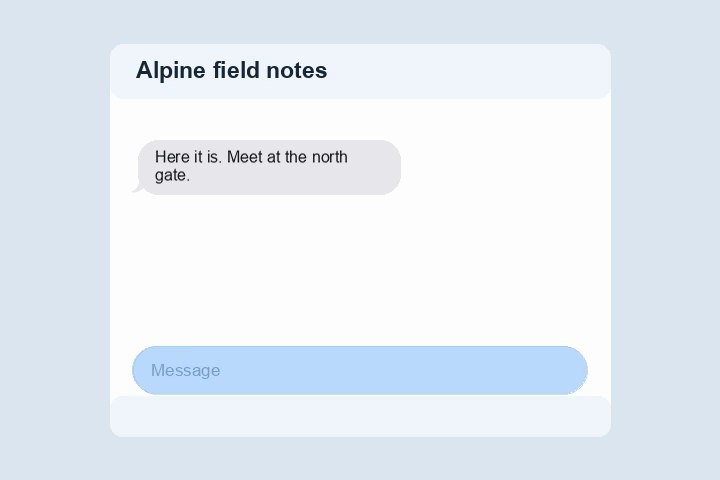 Alpine field notes
Here it is. Meet at the north
gate.
Message